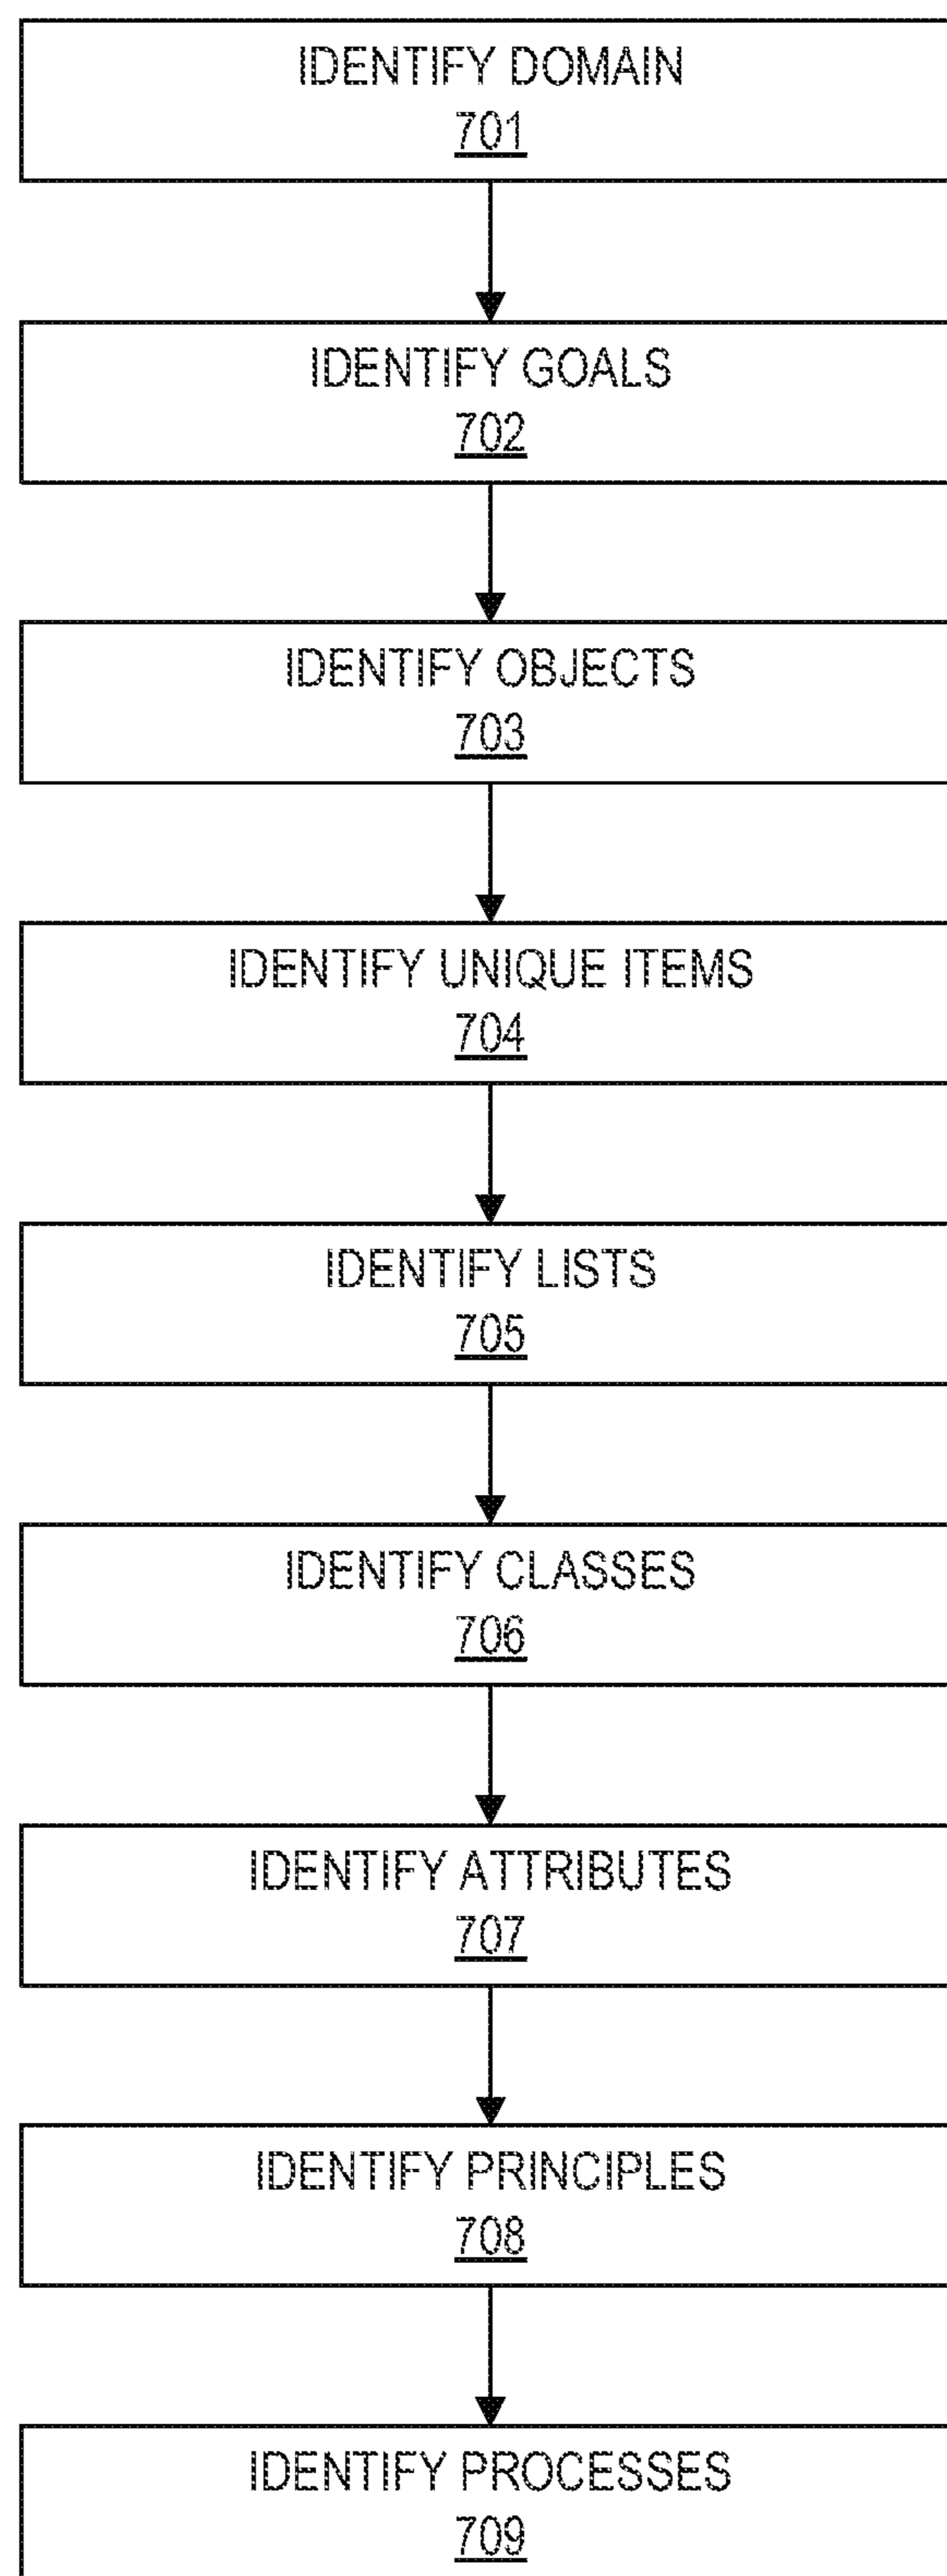 IDENTIFY DOMAIN
701
IDENTIFY GOALS
702
IDENTIFY OBJECTS
703
IDENTIFY UNIQUE ITEMS
704
IDENTIFY LISTS
705
IDENTIFY CLASSES
706
IDENTIFY ATTRIBUTES
707
IDENTIFY PRINCIPLES
708
IDENTIFY PROCESSES
709